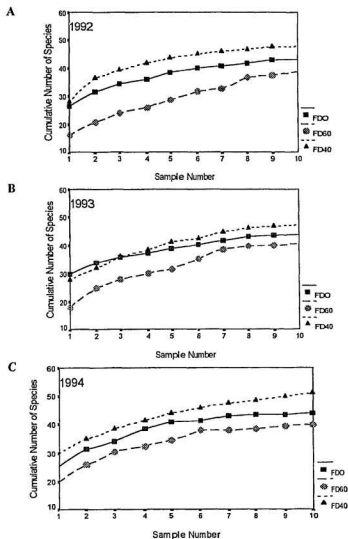 A
1992
Cumulative Number of Species
60
50
40
30
20
10
1 2 3 4 5 6 7 8 9 10
Sample Number
FDO
FD60
FD40
B
1993
Cumulative Number of Species
60
50
40
30
20
10
1 2 3 4 5 6 7 8 9 10
Sample Number
FDO
FD60
FD40
C
1994
Cumulative Number of Species
60
50
40
30
20
10
1 2 3 4 5 6 7 8 9 10
Sample Number
FDO
FD60
FD40